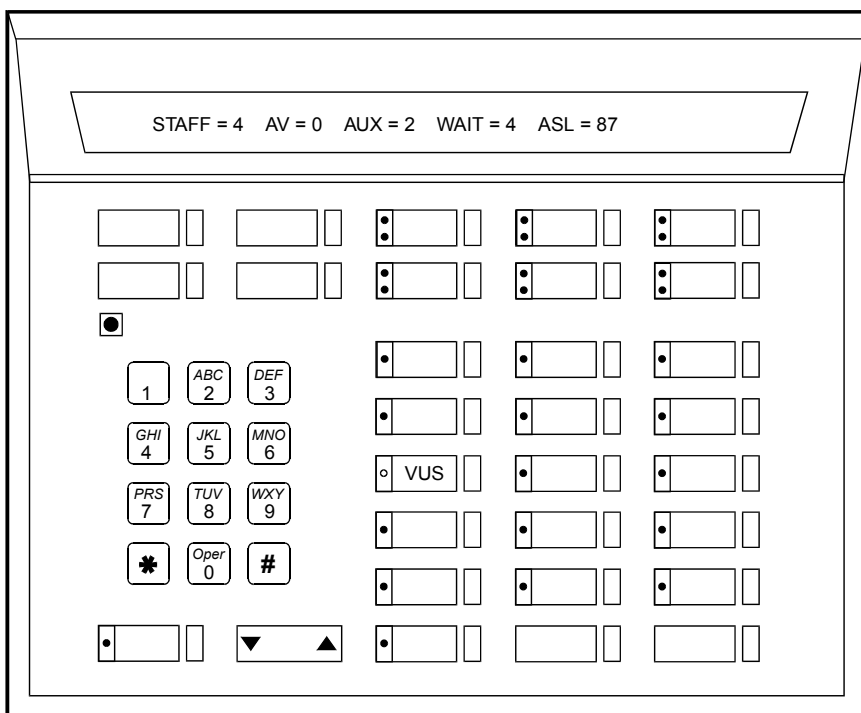 STAFF = 4 AV = 0 AUX = 2 WAIT = 4 ASL = 87
1
ABC
2
DEF
3
GHI
4
JKL
5
MNO
6
PRS
7
TUV
8
WXY
9
*
Oper
0
#
VUS